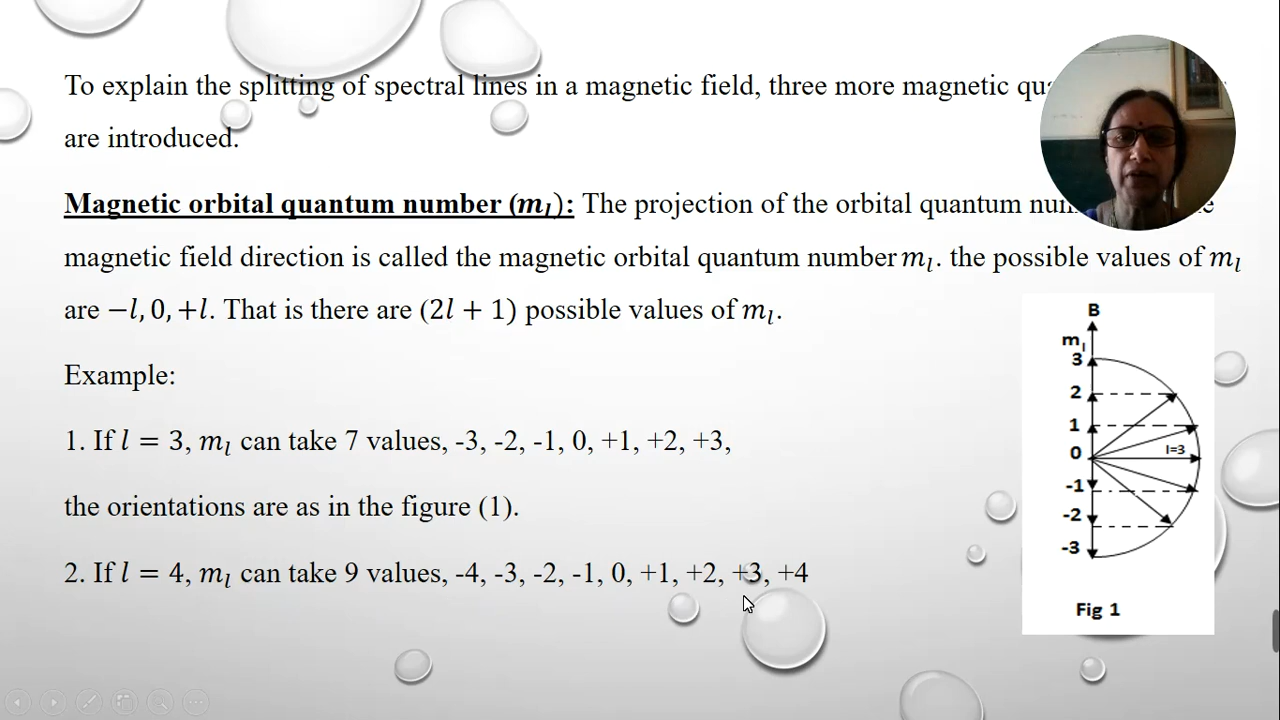 To explain the splitting of spectral lines in a magnetic field, three more magnetic
are introduced.
Magnetic orbital quantum number (mₗ): The projection of the orbital quantum
magnetic field direction is called the magnetic orbital quantum number mₗ. the possible values of mₗ
are −l, 0, +l. That is there are (2l + 1) possible values of mₗ.
Example:
1. If l = 3, mₗ can take 7 values, -3, -2, -1, 0, +1, +2, +3,
the orientations are as in the figure (1).
2. If l = 4, mₗ can take 9 values, -4, -3, -2, -1, 0, +1, +2, +3, +4
B
mₗ
3
2
1
0
l=3
-1
-2
-3
Fig 1